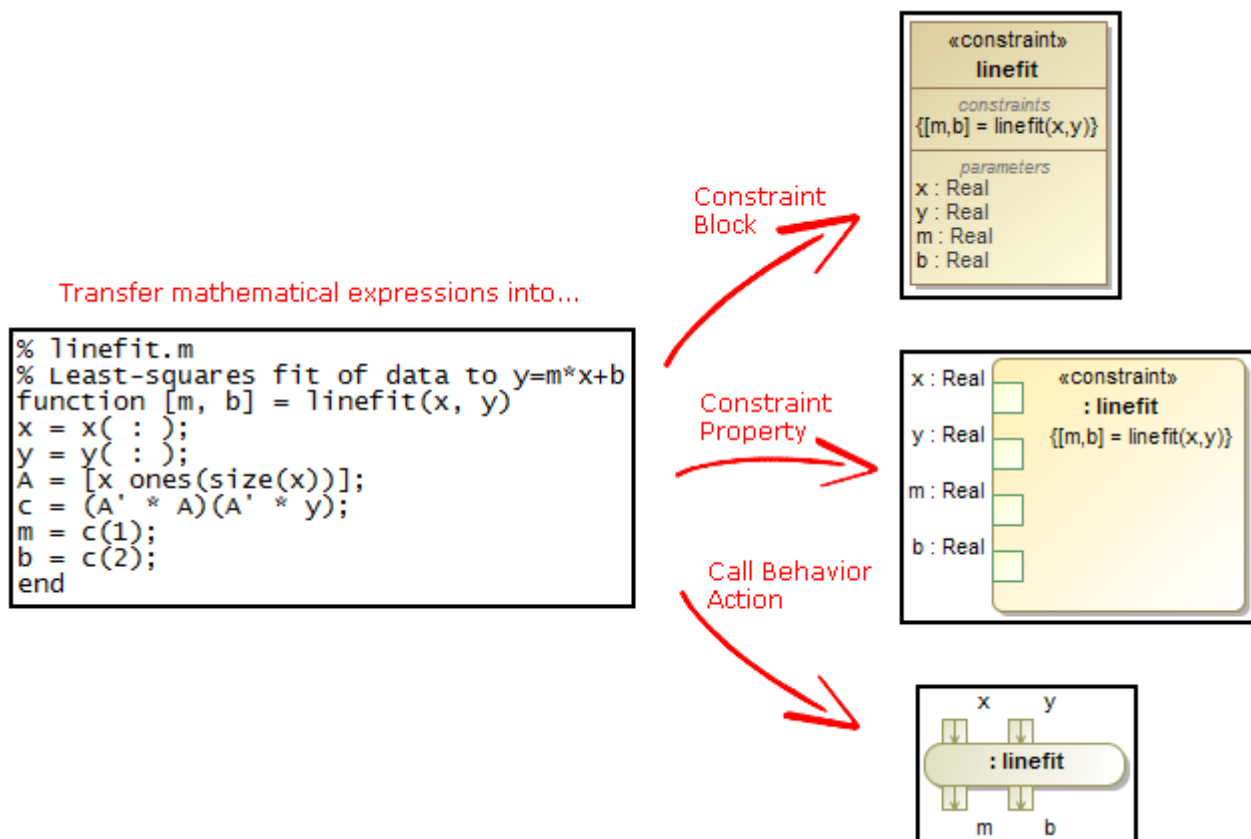 Transfer mathematical expressions into...
% linefit.m
% Least-squares fit of data to y=m*x+b
function [m, b] = linefit(x, y)
x = x( : );
y = y( : );
A = [x ones(size(x))];
c = (A' * A)(A' * y);
m = c(1);
b = c(2);
end
Constraint
Block
«constraint»
linefit
constraints
{[m,b] = linefit(x,y)}
parameters
x : Real
y : Real
m : Real
b : Real
Constraint
Property
x : Real
y : Real
m : Real
b : Real
«constraint»
: linefit
{[m,b] = linefit(x,y)}
Call Behavior
Action
x y
: linefit
m b